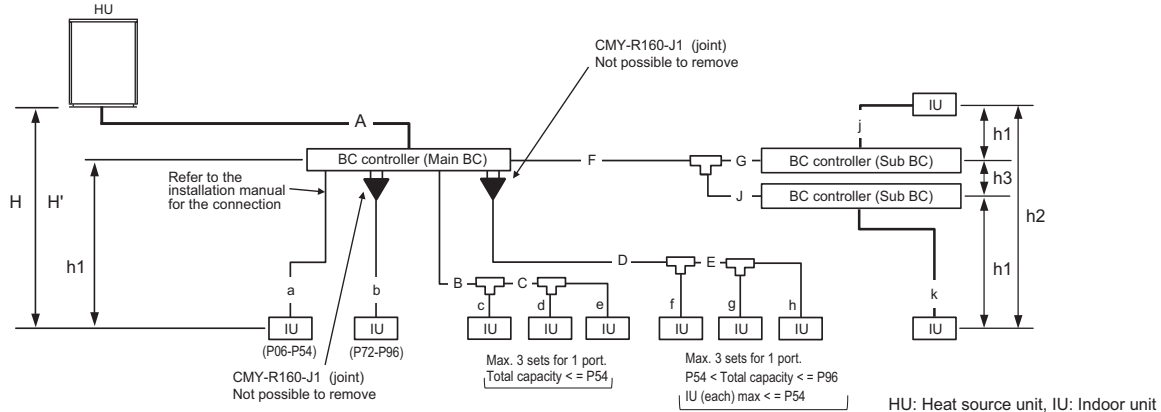 HU
CMY-R160-J1 (joint)
Not possible to remove
IU
A
j
h1
BC controller (Main BC)
F
G
BC controller (Sub BC)
Refer to the
installation manual
for the connection
h3
H
H'
J
BC controller (Sub BC)
h2
h1
h1
D
E
B
C
a
b
c
d
e
f
g
h
k
IU
IU
IU
IU
IU
IU
IU
IU
IU
(P06-P54)
(P72-P96)
Max. 3 sets for 1 port.
Total capacity < = P54
Max. 3 sets for 1 port.
P54 < Total capacity < = P96
IU (each) max < = P54
CMY-R160-J1 (joint)
Not possible to remove
HU: Heat source unit, IU: Indoor unit